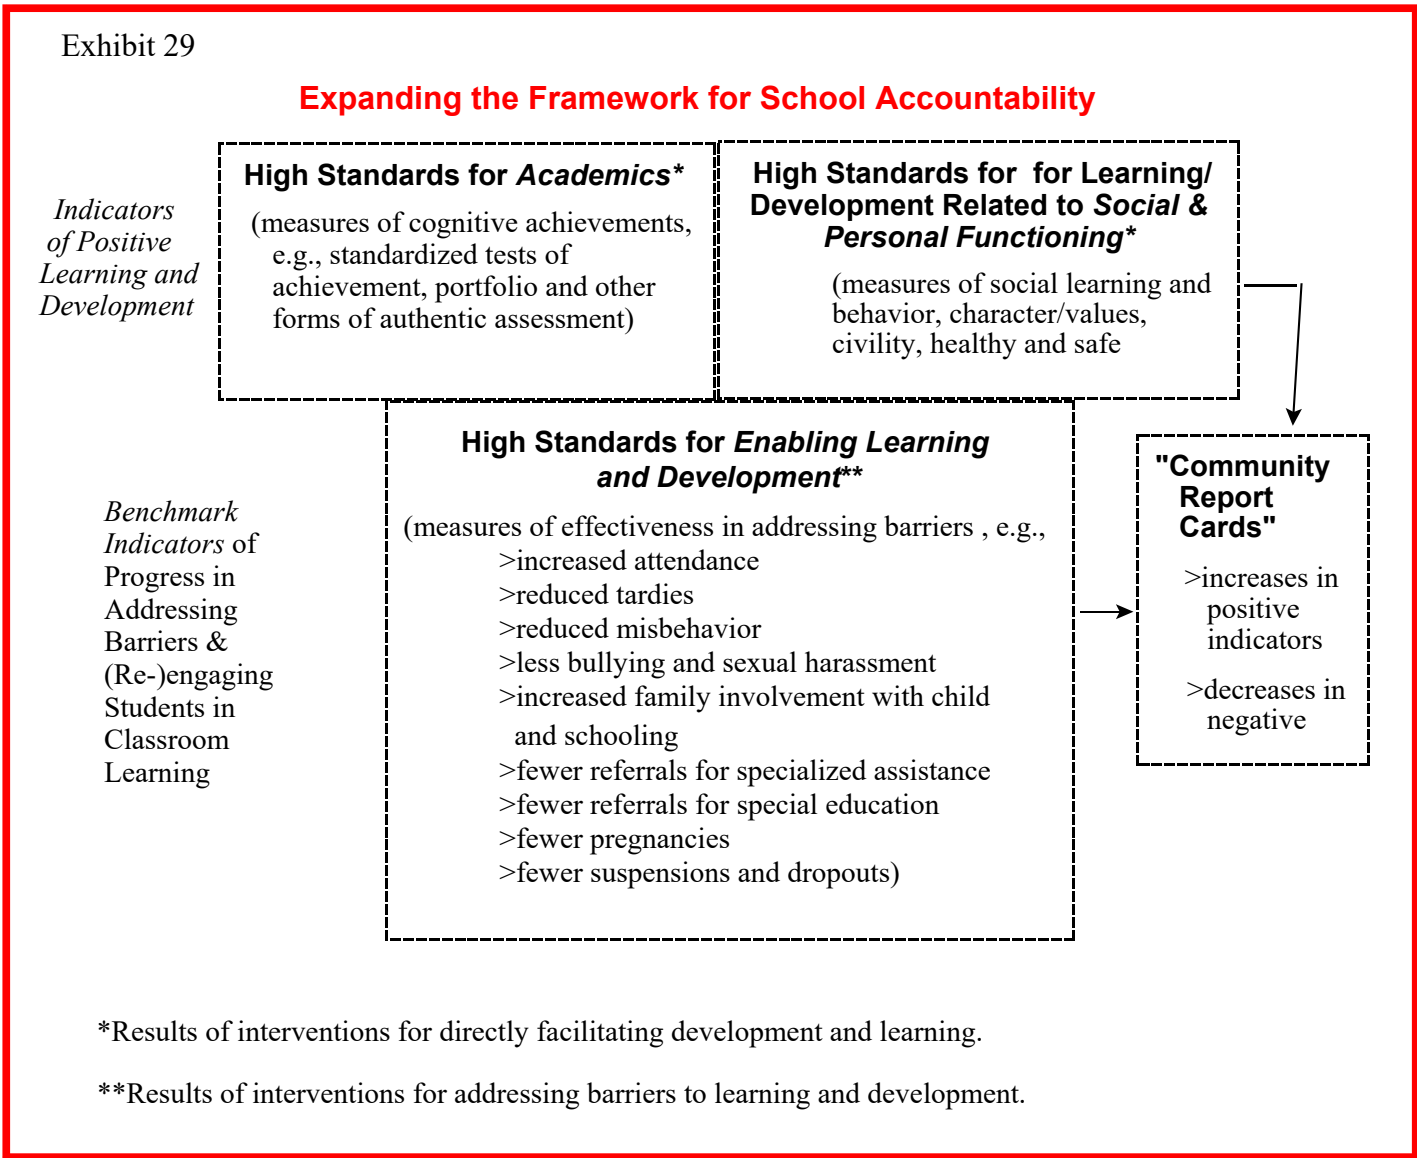 Exhibit 29
Expanding the Framework for School Accountability
Indicators
of Positive
Learning and
Development
High Standards for Academics*
(measures of cognitive achievements,
e.g., standardized tests of
achievement, portfolio and other
forms of authentic assessment)
High Standards for  for Learning/
Development Related to Social &
Personal Functioning*
(measures of social learning and
behavior, character/values,
civility, healthy and safe
Benchmark
Indicators of
Progress in
Addressing
Barriers &
(Re-)engaging
Students in
Classroom
Learning
High Standards for Enabling Learning
and Development**
(measures of effectiveness in addressing barriers , e.g.,
>increased attendance
>reduced tardies
>reduced misbehavior
>less bullying and sexual harassment
>increased family involvement with child
and schooling
>fewer referrals for specialized assistance
>fewer referrals for special education
>fewer pregnancies
>fewer suspensions and dropouts)
"Community
Report
Cards"
>increases in
positive
indicators
>decreases in
negative
*Results of interventions for directly facilitating development and learning.
**Results of interventions for addressing barriers to learning and development.